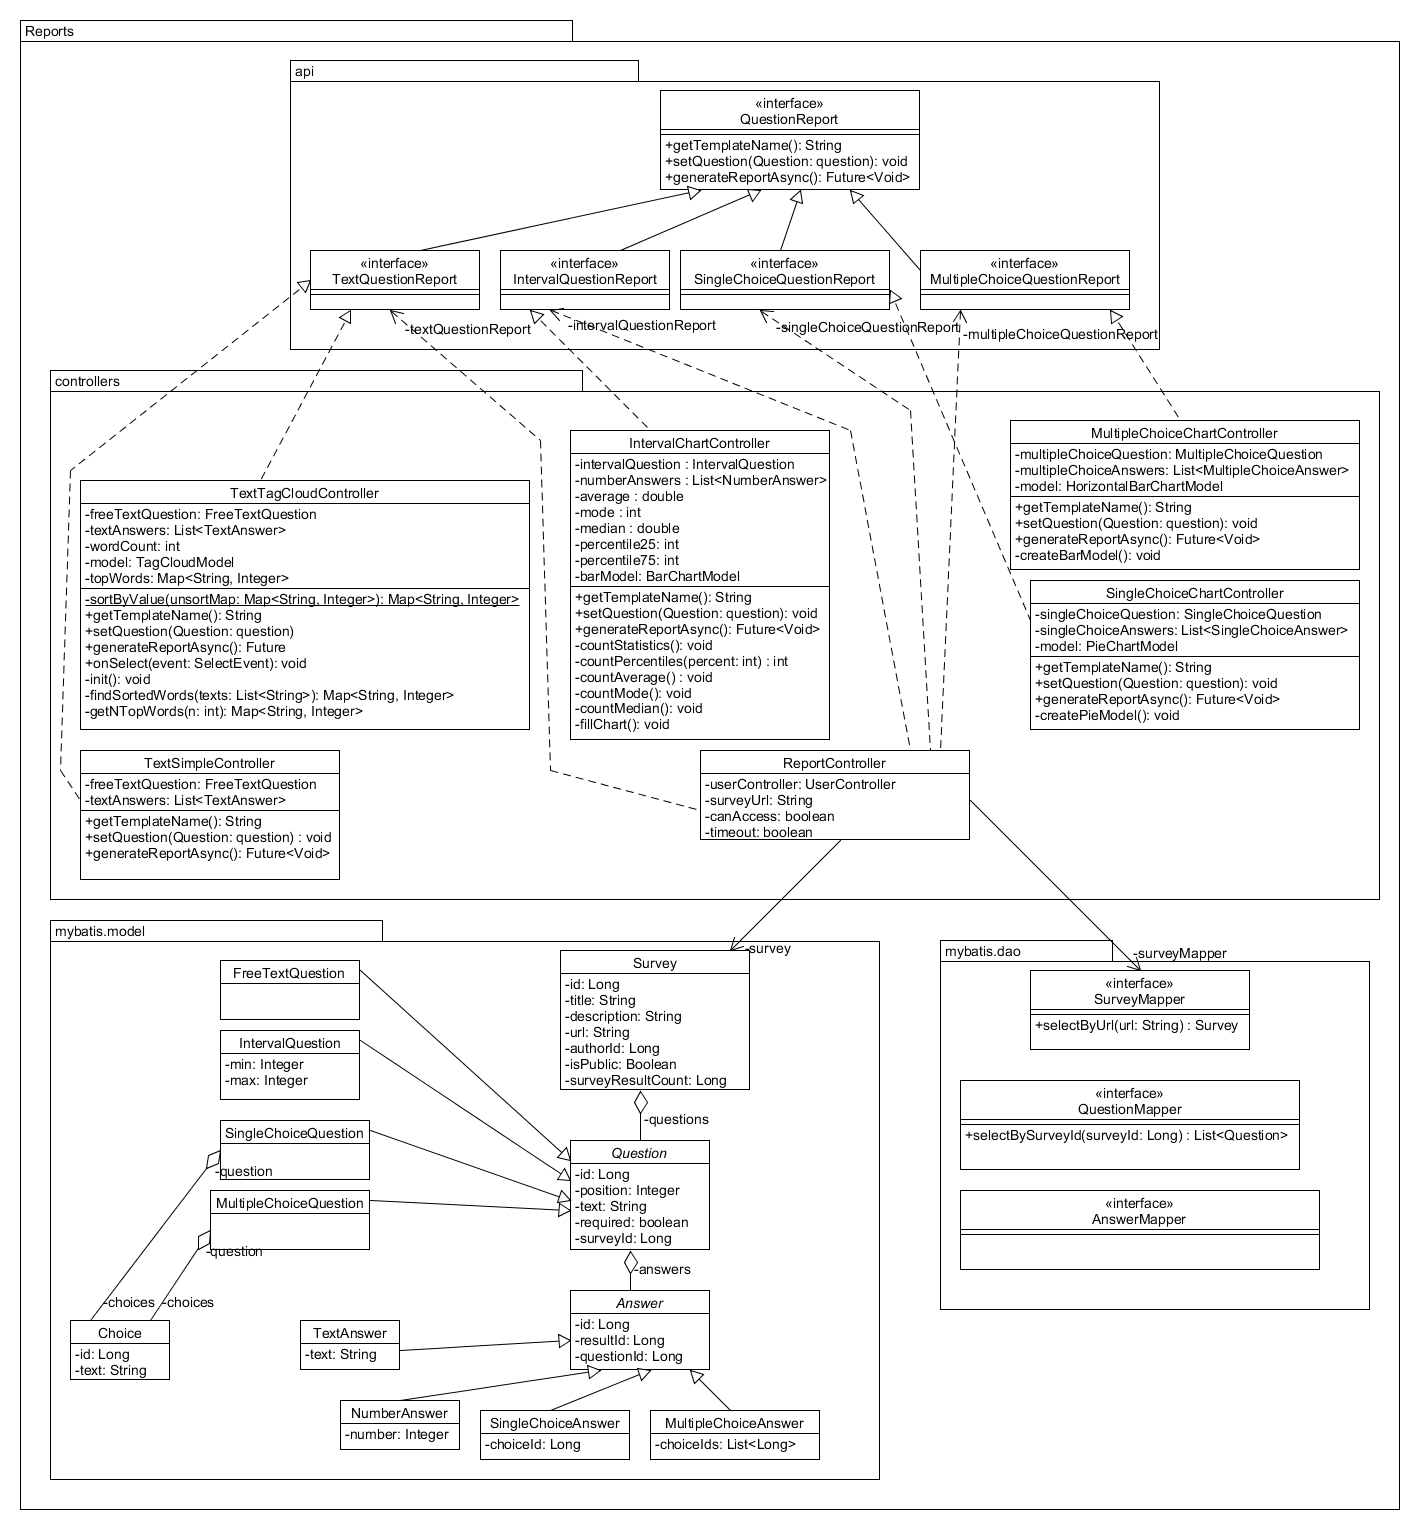 Reports
api
«interface»
QuestionReport
+getTemplateName(): String
+setQuestion(Question: question): void
+generateReportAsync(): Future<Void>
«interface»
TextQuestionReport
«interface»
IntervalQuestionReport
«interface»
SingleChoiceQuestionReport
«interface»
MultipleChoiceQuestionReport
-textQuestionReport
-intervalQuestionReport
-singleChoiceQuestionReport
-multipleChoiceQuestionReport
controllers
TextTagCloudController
-freeTextQuestion: FreeTextQuestion
-textAnswers: List<TextAnswer>
-wordCount: int
-model: TagCloudModel
-topWords: Map<String, Integer>
-sortByValue(unsortMap: Map<String, Integer>): Map<String, Integer>
+getTemplateName(): String
+setQuestion(Question: question)
+generateReportAsync(): Future
+onSelect(event: SelectEvent): void
-init(): void
-findSortedWords(texts: List<String>): Map<String, Integer>
-getNTopWords(n: int): Map<String, Integer>
IntervalChartController
-intervalQuestion : IntervalQuestion
-numberAnswers : List<NumberAnswer>
-average : double
-mode : int
-median : double
-percentile25: int
-percentile75: int
-barModel: BarChartModel
+getTemplateName(): String
+setQuestion(Question: question): void
+generateReportAsync(): Future<Void>
-countStatistics(): void
-countPercentiles(percent: int) : int
-countAverage() : void
-countMode(): void
-countMedian(): void
-fillChart(): void
MultipleChoiceChartController
-multipleChoiceQuestion: MultipleChoiceQuestion
-multipleChoiceAnswers: List<MultipleChoiceAnswer>
-model: HorizontalBarChartModel
+getTemplateName(): String
+setQuestion(Question: question): void
+generateReportAsync(): Future<Void>
-createBarModel(): void
SingleChoiceChartController
-singleChoiceQuestion: SingleChoiceQuestion
-singleChoiceAnswers: List<SingleChoiceAnswer>
-model: PieChartModel
+getTemplateName(): String
+setQuestion(Question: question): void
+generateReportAsync(): Future<Void>
-createPieModel(): void
TextSimpleController
-freeTextQuestion: FreeTextQuestion
-textAnswers: List<TextAnswer>
+getTemplateName(): String
+setQuestion(Question: question) : void
+generateReportAsync(): Future<Void>
ReportController
-userController: UserController
-surveyUrl: String
-canAccess: boolean
-timeout: boolean
mybatis.model
-survey
FreeTextQuestion
IntervalQuestion
-min: Integer
-max: Integer
SingleChoiceQuestion
-question
MultipleChoiceQuestion
-question
-choices
-choices
Choice
-id: Long
-text: String
Survey
-id: Long
-title: String
-description: String
-url: String
-authorId: Long
-isPublic: Boolean
-surveyResultCount: Long
-questions
Question
-id: Long
-position: Integer
-text: String
-required: boolean
-surveyId: Long
-answers
Answer
-id: Long
-resultId: Long
-questionId: Long
TextAnswer
-text: String
NumberAnswer
-number: Integer
SingleChoiceAnswer
-choiceId: Long
MultipleChoiceAnswer
-choiceIds: List<Long>
mybatis.dao
-surveyMapper
«interface»
SurveyMapper
+selectByUrl(url: String) : Survey
«interface»
QuestionMapper
+selectBySurveyId(surveyId: Long) : List<Question>
«interface»
AnswerMapper